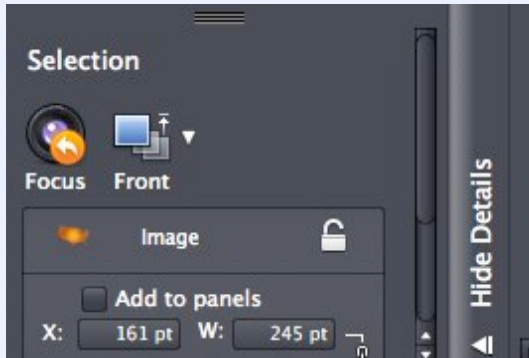 Selection
Focus Front
Image
Add to panels
X: 161 pt W: 245 pt
Hide Details